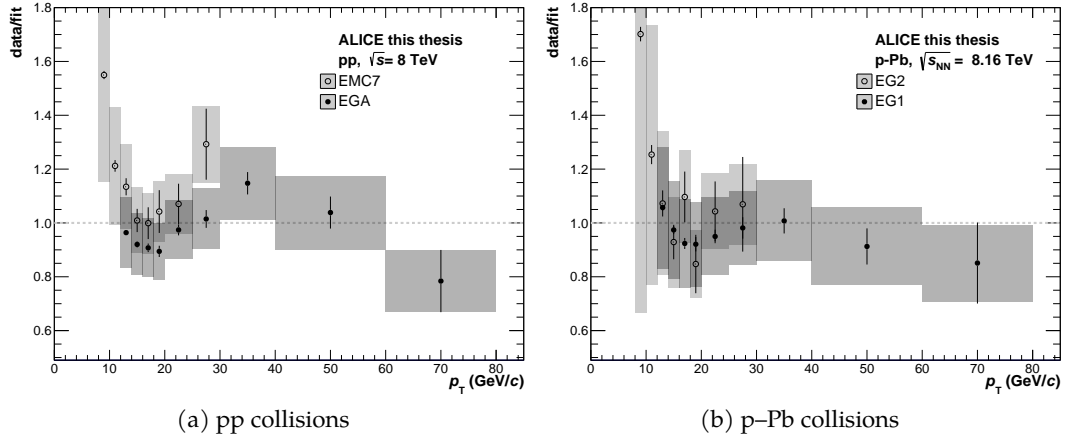 data/fit
1.8
1.6
1.4
1.2
1.0
0.8
0.6
ALICE this thesis
pp, √s= 8 TeV
EMC7
EGA
0 10 20 30 40 50 60 70 80
p_T (GeV/c)
(a) pp collisions
data/fit
1.8
1.6
1.4
1.2
1.0
0.8
0.6
ALICE this thesis
p-Pb, √s_NN = 8.16 TeV
EG2
EG1
0 10 20 30 40 50 60 70 80
p_T (GeV/c)
(b) p–Pb collisions